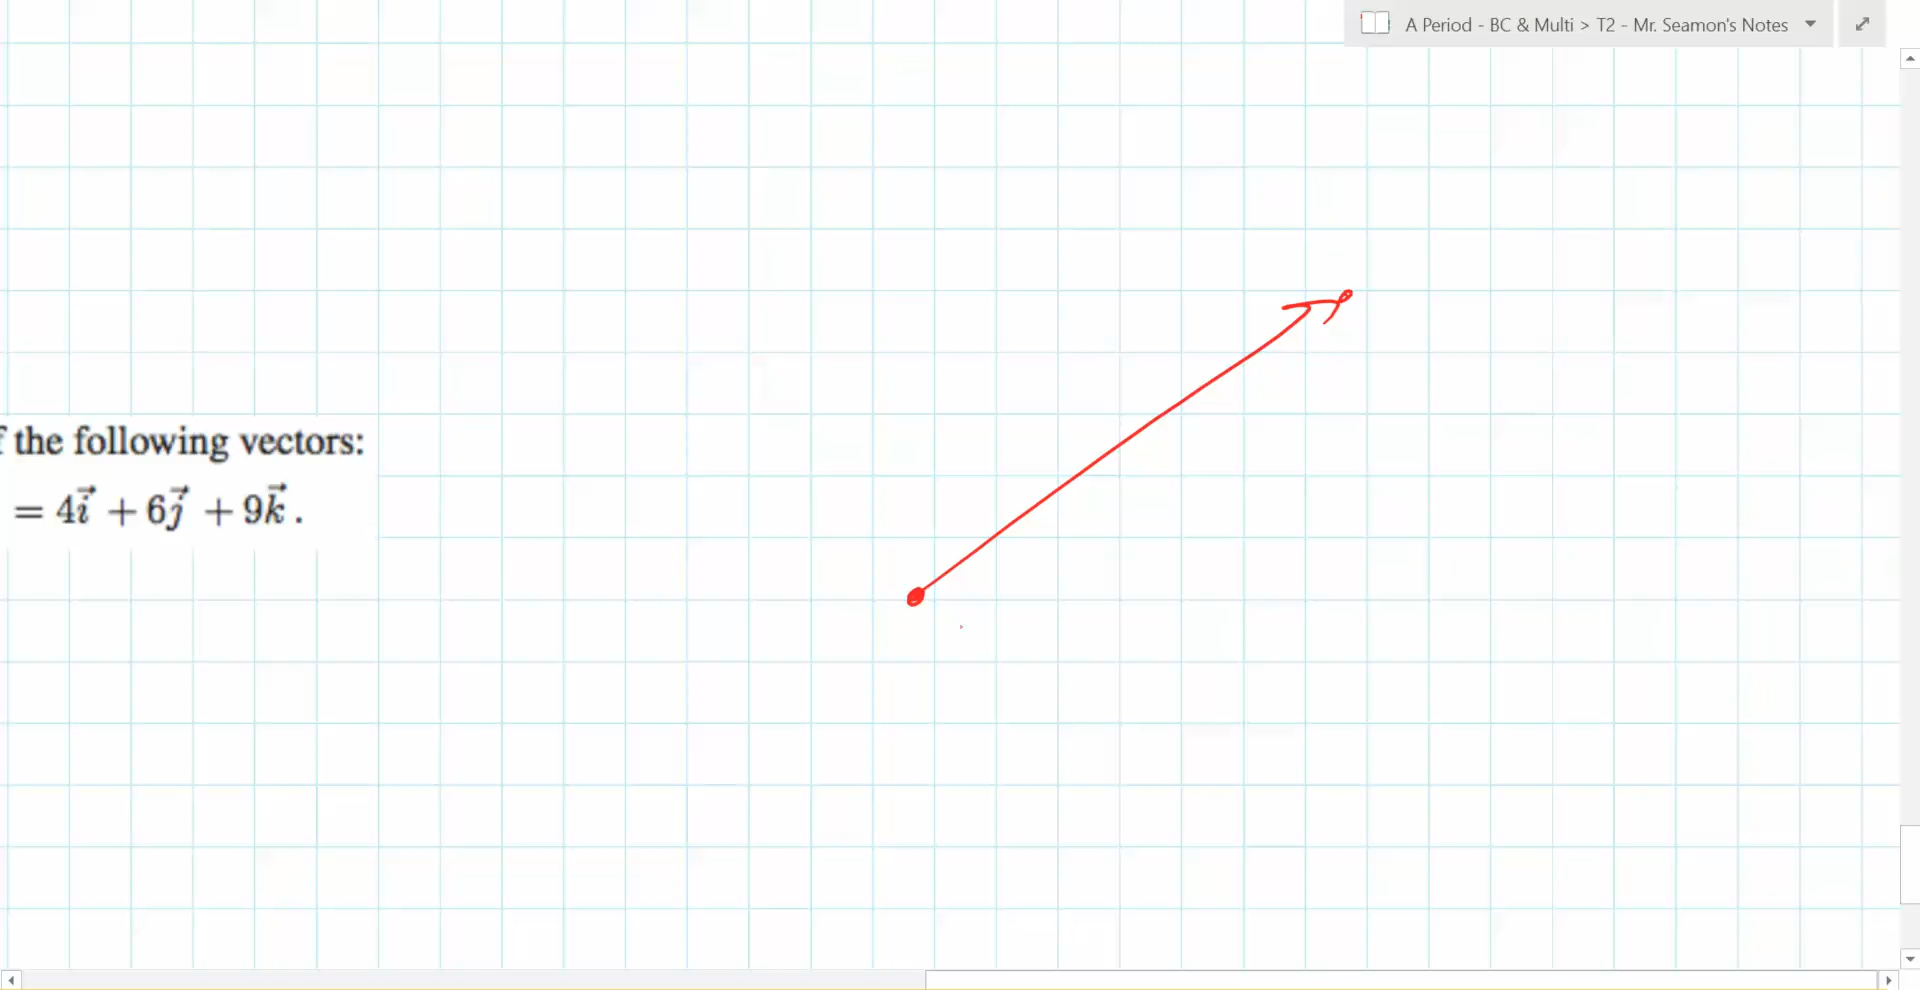 A Period - BC & Multi > T2 - Mr. Seamon's Notes
the following vectors:
= 4i⃗ + 6j⃗ + 9k⃗ .